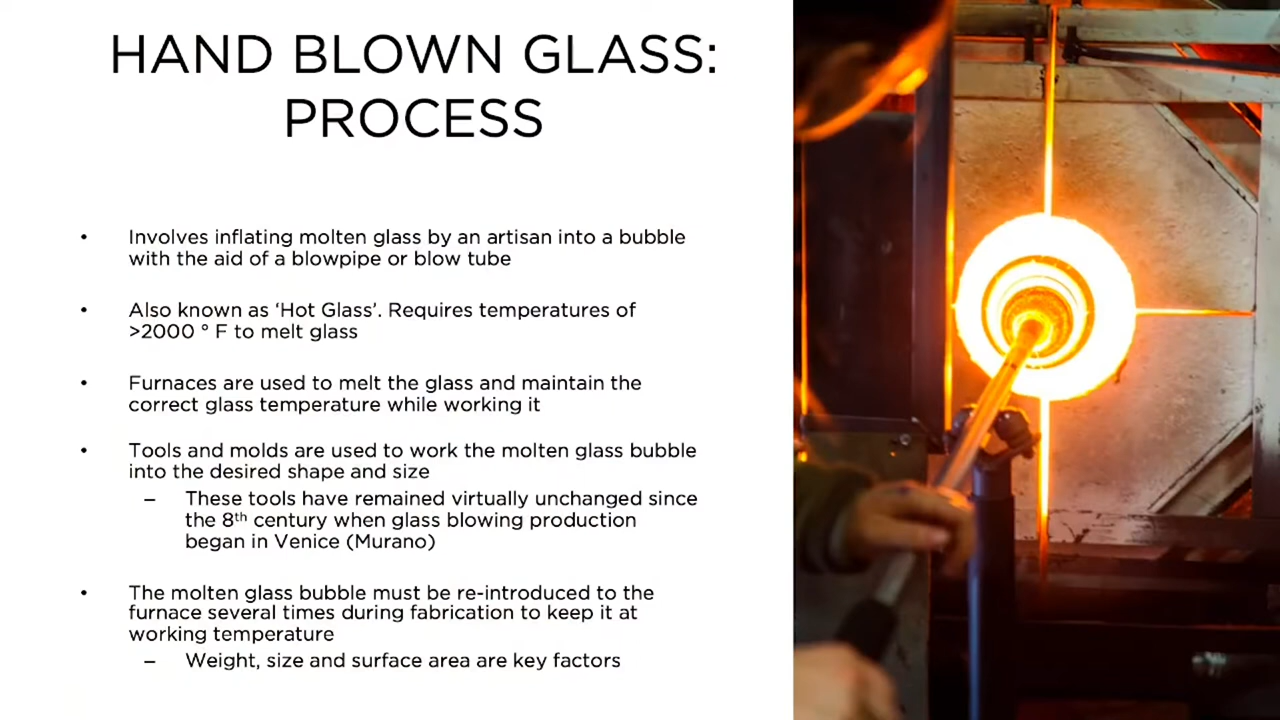 HAND BLOWN GLASS:
PROCESS
• Involves inflating molten glass by an artisan into a bubble
with the aid of a blowpipe or blow tube
• Also known as ‘Hot Glass’. Requires temperatures of
>2000 ° F to melt glass
• Furnaces are used to melt the glass and maintain the
correct glass temperature while working it
• Tools and molds are used to work the molten glass bubble
into the desired shape and size
– These tools have remained virtually unchanged since
the 8th century when glass blowing production
began in Venice (Murano)
• The molten glass bubble must be re-introduced to the
furnace several times during fabrication to keep it at
working temperature
– Weight, size and surface area are key factors